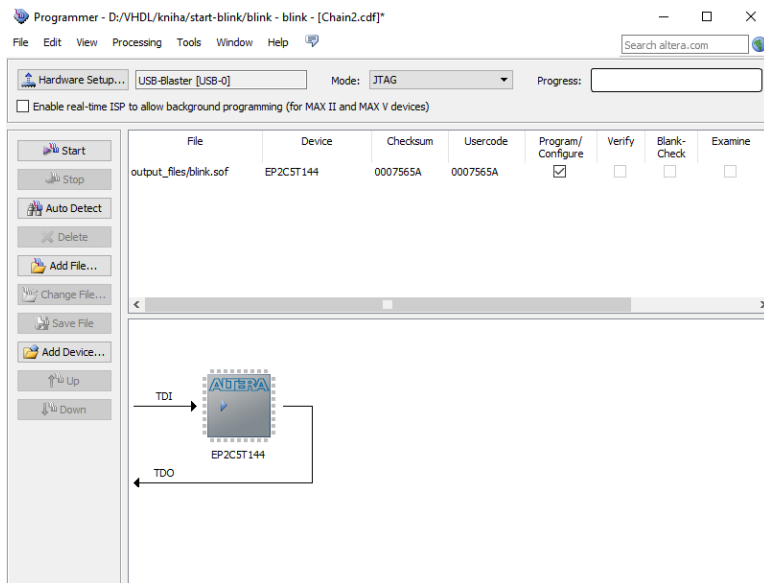 Programmer - D:/VHDL/kniha/start-blink/blink - blink - [Chain2.cdf]*
File Edit View Processing Tools Window Help
Search altera.com
Hardware Setup... USB-Blaster [USB-0] Mode: JTAG Progress:
Enable real-time ISP to allow background programming (for MAX II and MAX V devices)
Start
Stop
Auto Detect
Delete
Add File...
Change File...
Save File
Add Device...
Up
Down
File Device Checksum Usercode Program/ Configure Verify Blank- Check Examine
output_files/blink.sof EP2C5T144 0007565A 0007565A
TDI
ALTERA
EP2C5T144
TDO